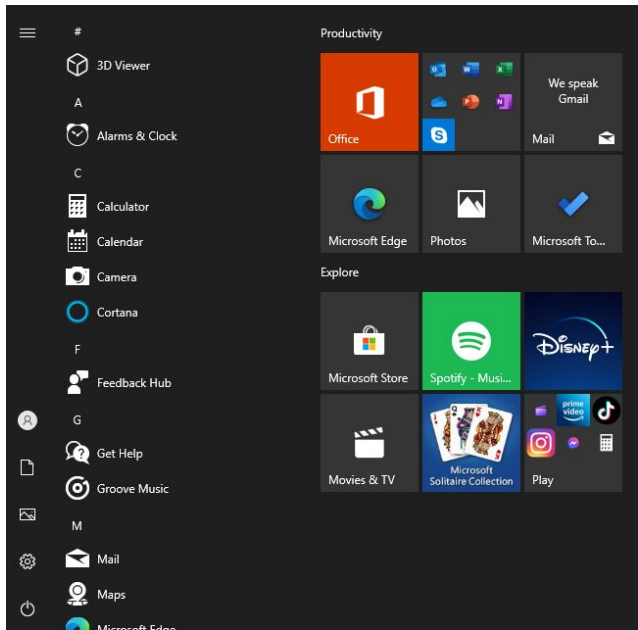 #
3D Viewer
A
Alarms & Clock
C
Calculator
Calendar
Camera
Cortana
F
Feedback Hub
G
Get Help
Groove Music
M
Mail
Maps
Microsoft Edge
Productivity
Office
We speak
Gmail
Mail
Microsoft Edge
Photos
Microsoft To...
Explore
Microsoft Store
Spotify - Musi...
Disney+
Movies & TV
Microsoft
Solitaire Collection
prime
video
Play